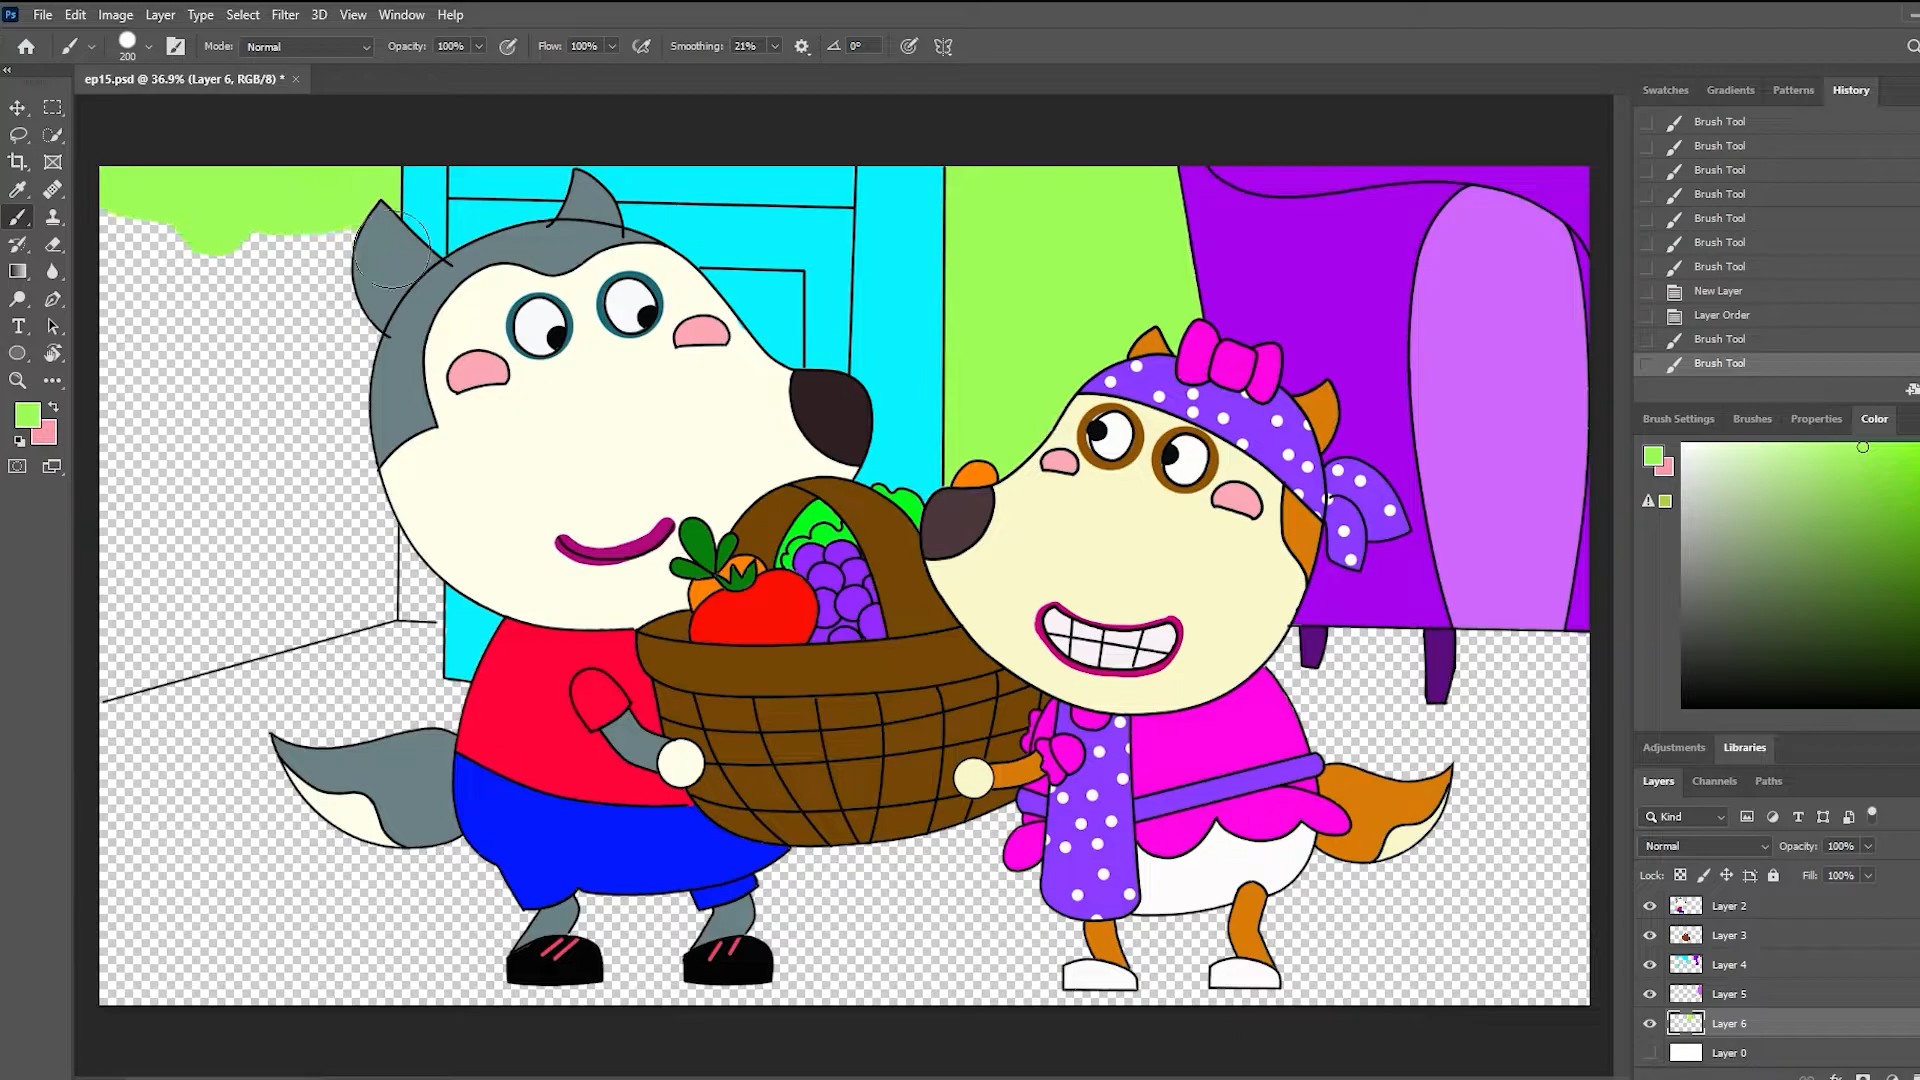 Ps File Edit Image Layer Type Select Filter 3D View Window Help
200 Mode: Normal Opacity: 100% Flow: 100% Smoothing: 21% 0°
ep15.psd @ 36.9% (Layer 6, RGB/8) *
Swatches Gradients Patterns History
Brush Tool
Brush Tool
Brush Tool
Brush Tool
Brush Tool
Brush Tool
Brush Tool
New Layer
Layer Order
Brush Tool
Brush Tool
Brush Settings Brushes Properties Color
Adjustments Libraries
Layers Channels Paths
Kind
Normal Opacity: 100%
Lock: Fill: 100%
Layer 2
Layer 3
Layer 4
Layer 5
Layer 6
Layer 0